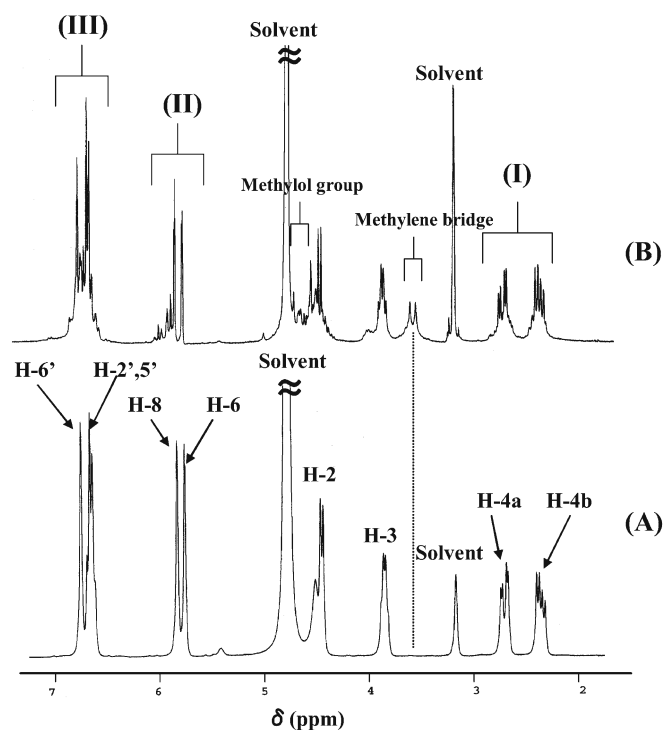 (III)
Solvent
(II)
Solvent
(I)
Methylol group
Methylene bridge
(B)
H-6’
H-2’,5’
Solvent
H-8
H-6
H-2
H-3
H-4a
H-4b
Solvent
(A)
7 6 5 4 3 2
δ (ppm)